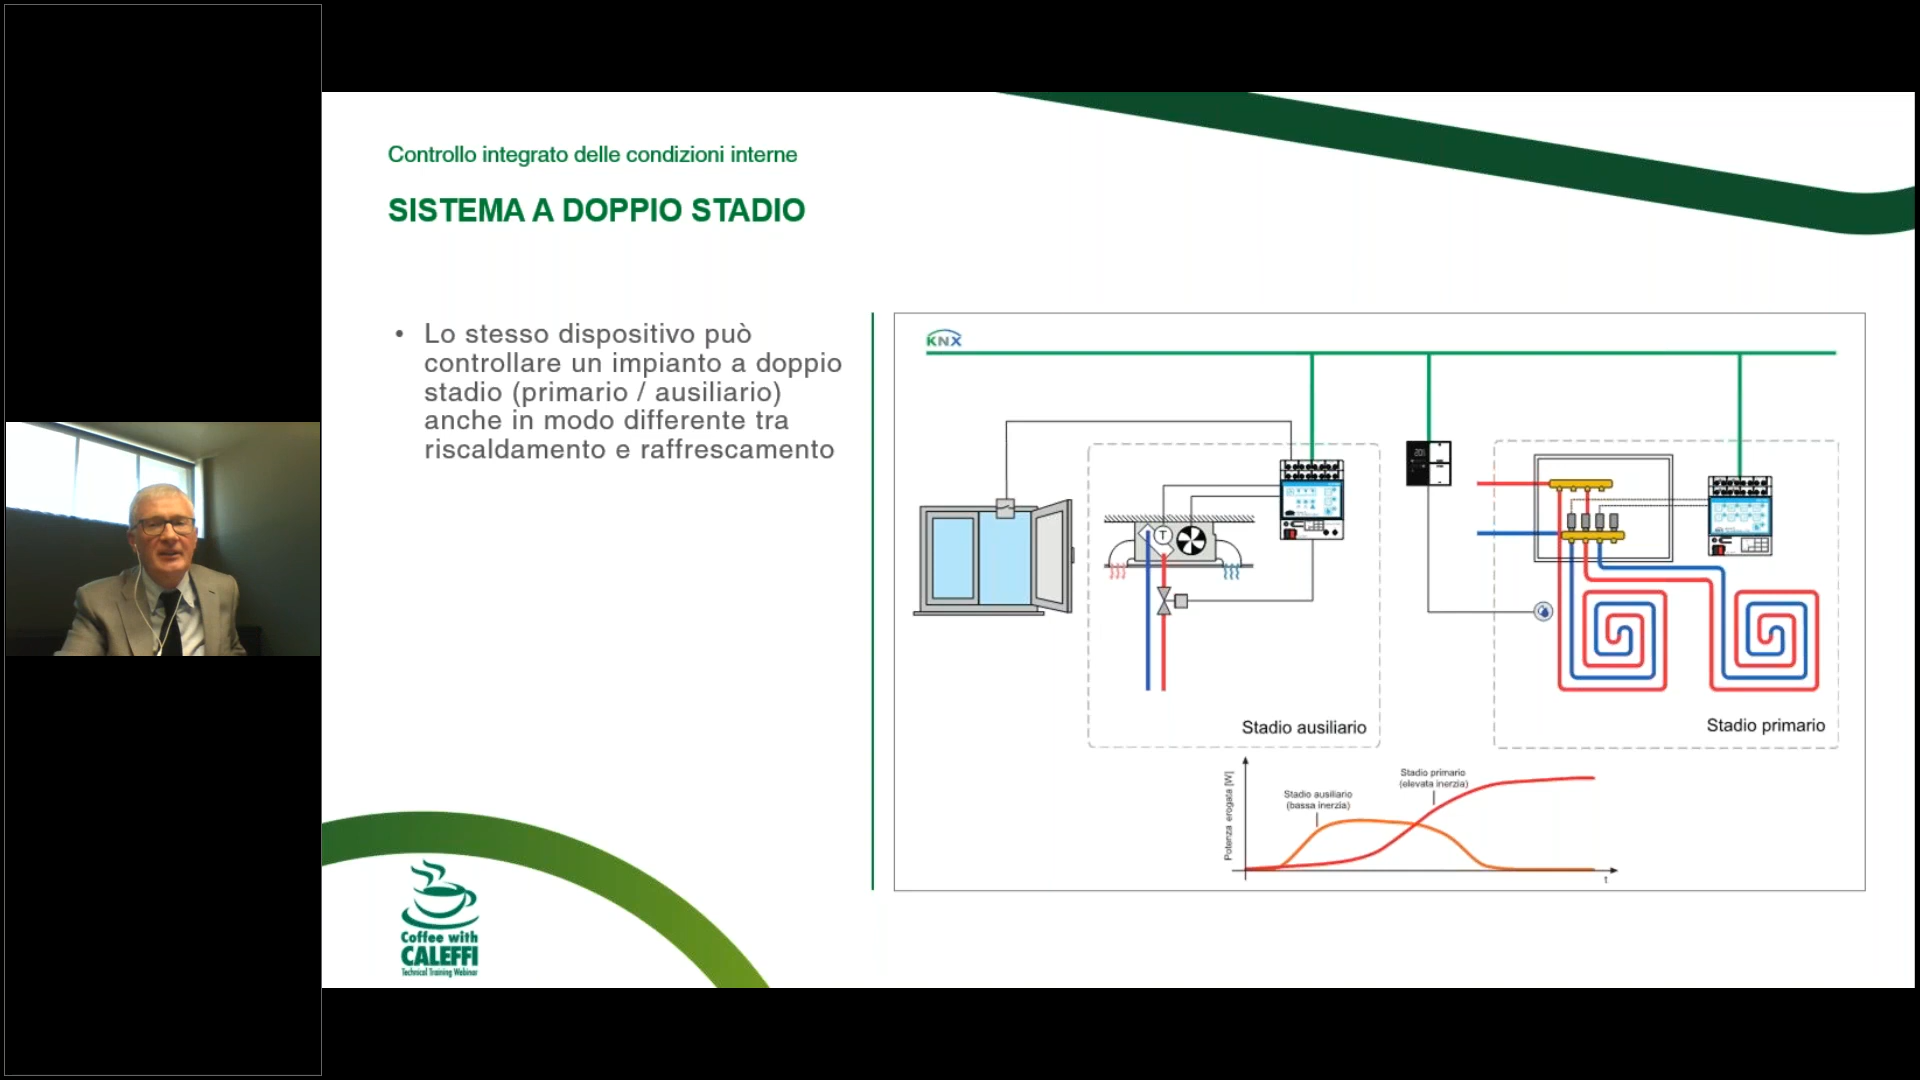 Controllo integrato delle condizioni interne
SISTEMA A DOPPIO STADIO
• Lo stesso dispositivo può
controllare un impianto a doppio
stadio (primario / ausiliario)
anche in modo differente tra
riscaldamento e raffrescamento
KNX
T
Stadio ausiliario
Stadio primario
Potenza erogata [W]
Stadio ausiliario
(bassa inerzia)
Stadio primario
(elevata inerzia)
t
Coffee with
CALEFFI
Technical Training Webinar